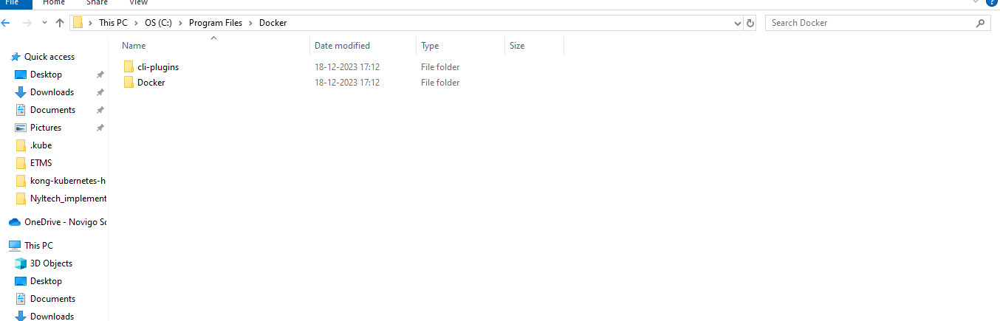 File Home Share View
This PC > OS (C:) > Program Files > Docker
Search Docker
Name Date modified Type Size
cli-plugins 18-12-2023 17:12 File folder
Docker 18-12-2023 17:12 File folder
Quick access
Desktop
Downloads
Documents
Pictures
.kube
ETMS
kong-kubernetes-h
Nyltech_implement
OneDrive - Novigo So
This PC
3D Objects
Desktop
Documents
Downloads